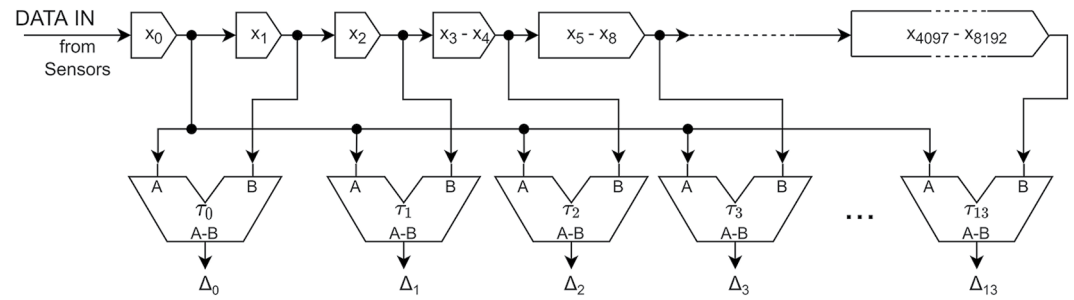 DATA IN
from
Sensors
x₀
x₁
x₂
x₃ - x₄
x₅ - x₈
x₄₀₉₇ - x₈₁₉₂
A B
A B
A B
A B
A B
τ₀
τ₁
τ₂
τ₃
...
τ₁₃
A-B
A-B
A-B
A-B
A-B
Δ₀
Δ₁
Δ₂
Δ₃
Δ₁₃